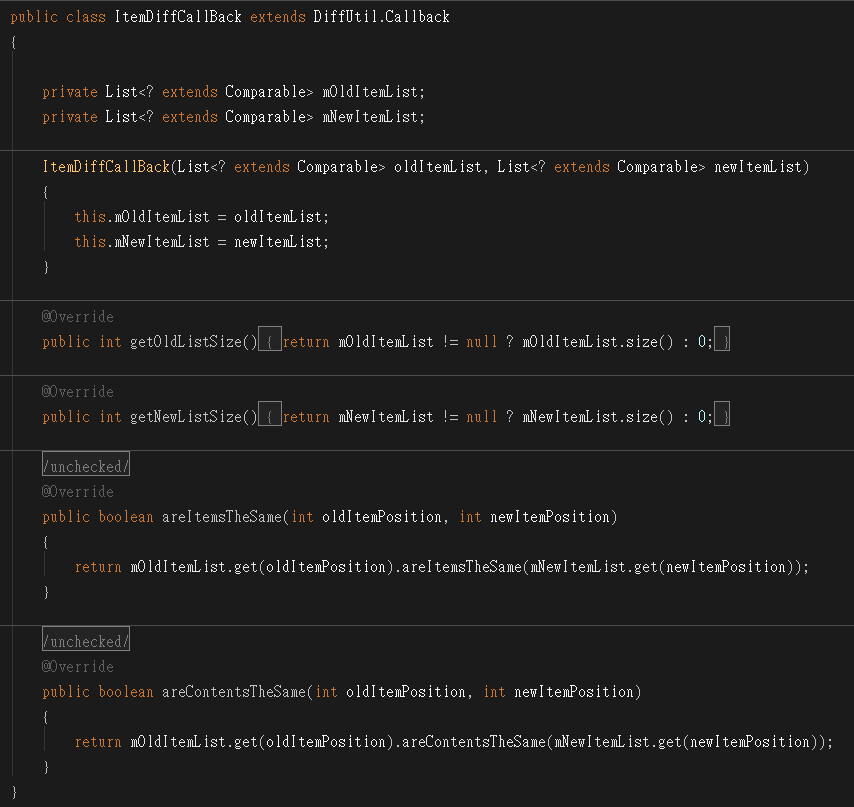 public class ItemDiffCallBack extends DiffUtil.Callback
{
private List<? extends Comparable> mOldItemList;
private List<? extends Comparable> mNewItemList;
ItemDiffCallBack(List<? extends Comparable> oldItemList, List<? extends Comparable> newItemList)
{
this.mOldItemList = oldItemList;
this.mNewItemList = newItemList;
}
@Override
public int getOldListSize() { return mOldItemList != null ? mOldItemList.size() : 0; }
@Override
public int getNewListSize() { return mNewItemList != null ? mNewItemList.size() : 0; }
/unchecked/
@Override
public boolean areItemsTheSame(int oldItemPosition, int newItemPosition)
{
return mOldItemList.get(oldItemPosition).areItemsTheSame(mNewItemList.get(newItemPosition));
}
/unchecked/
@Override
public boolean areContentsTheSame(int oldItemPosition, int newItemPosition)
{
return mOldItemList.get(oldItemPosition).areContentsTheSame(mNewItemList.get(newItemPosition));
}
}